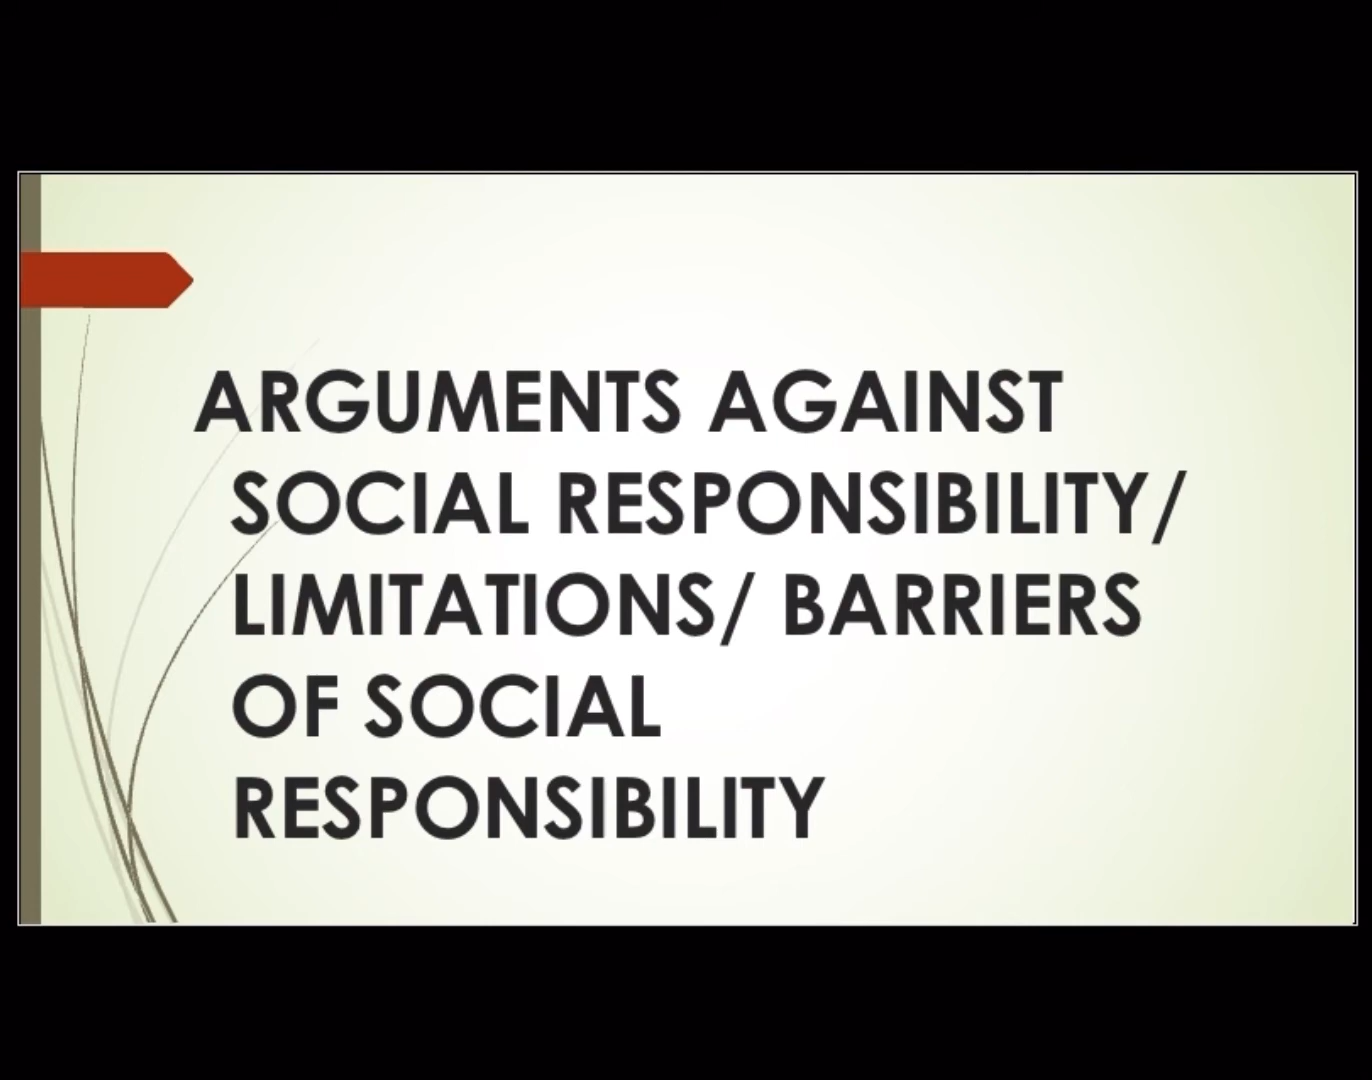 ARGUMENTS AGAINST
SOCIAL RESPONSIBILITY/
LIMITATIONS/ BARRIERS
OF SOCIAL
RESPONSIBILITY